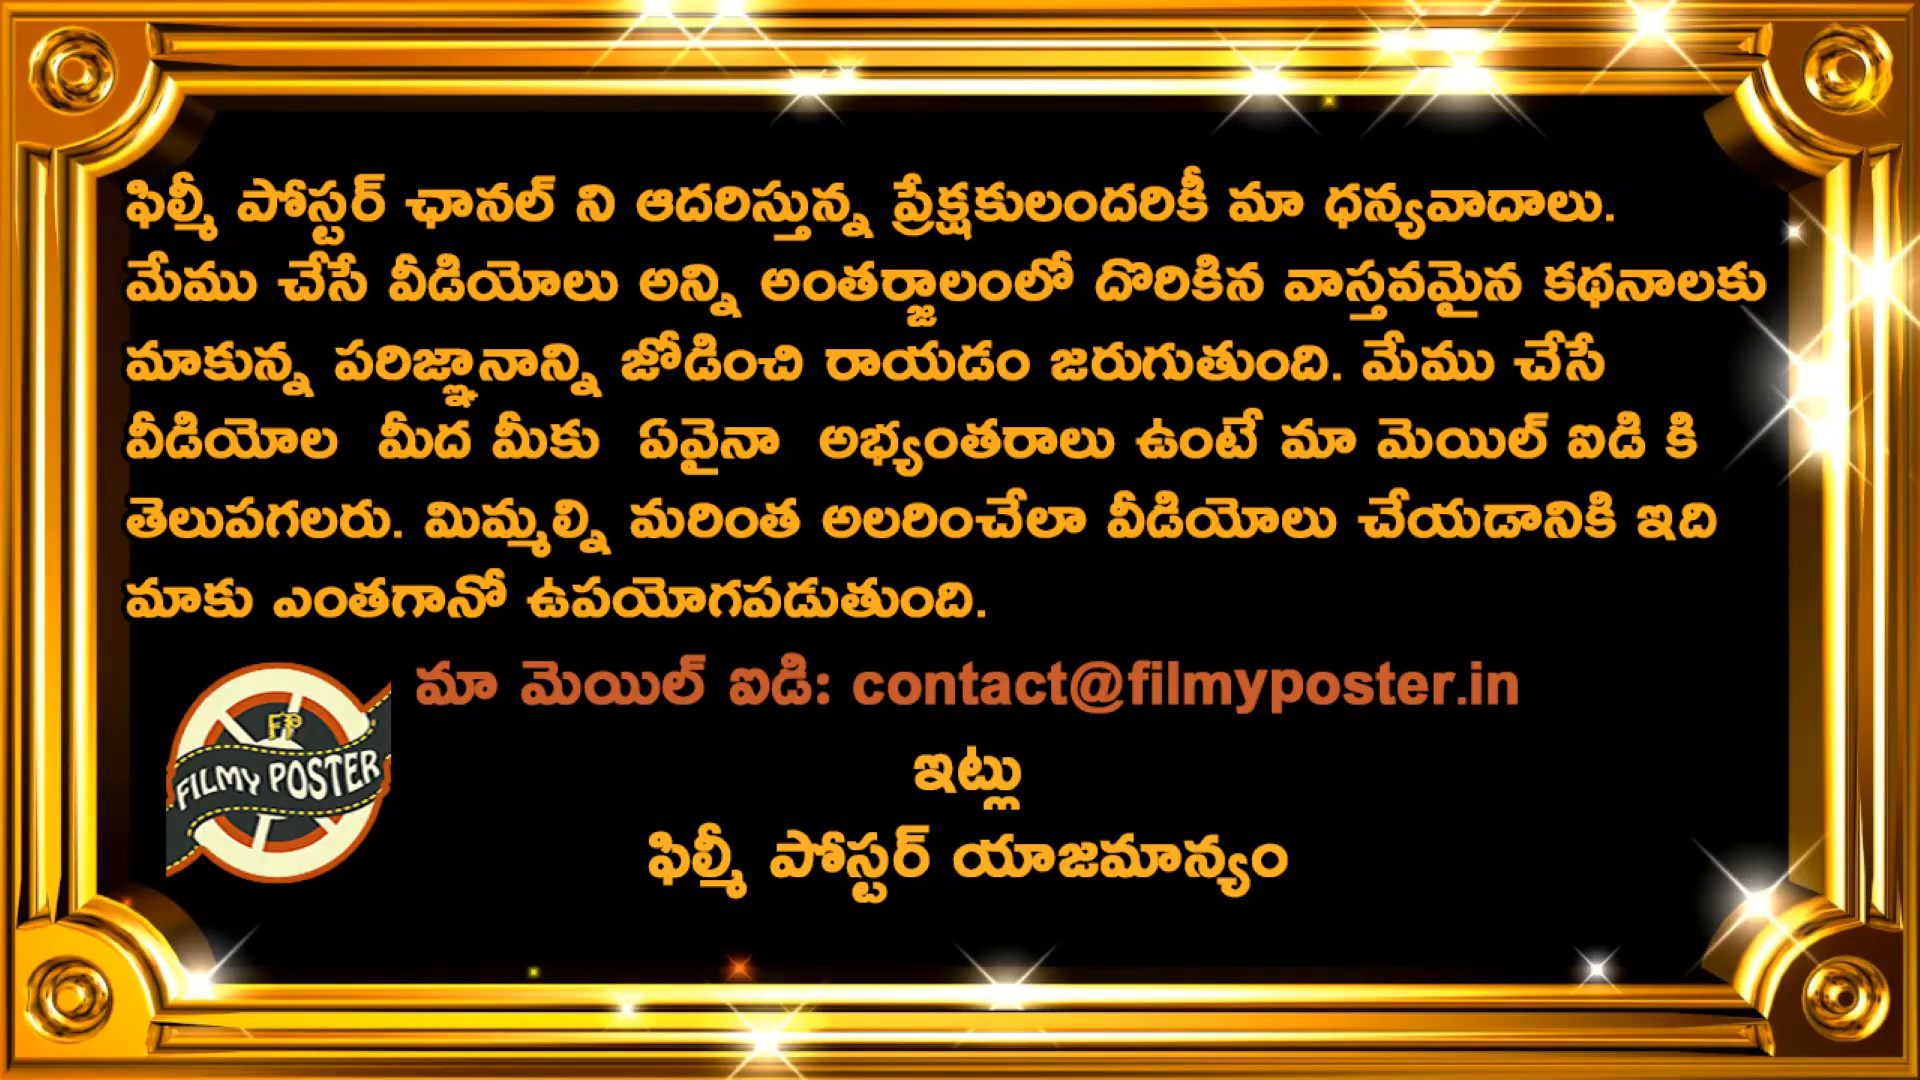 ఫిల్మీ పోస్టర్ ఛానల్ ని ఆదరిస్తున్న ప్రేక్షకులందరికీ మా ధన్యవాదాలు.
మేము చేసే వీడియోలు అన్ని అంతర్జాలంలో దొరికిన వాస్తవమైన కథనాలకు
మాకున్న పరిజ్ఞానాన్ని జోడించి రాయడం జరుగుతుంది. మేము చేసే
వీడియోల మీద మీకు ఏవైనా అభ్యంతరాలు ఉంటే మా మెయిల్ ఐడి కి
తెలుపగలరు. మిమ్మల్ని మరింత అలరించేలా వీడియోలు చేయడానికి ఇది
మాకు ఎంతగానో ఉపయోగపడుతుంది.
మా మెయిల్ ఐడి: contact@filmyposter.in
FP
FILMY POSTER
ఇట్లు
ఫిల్మీ పోస్టర్ యాజమాన్యం